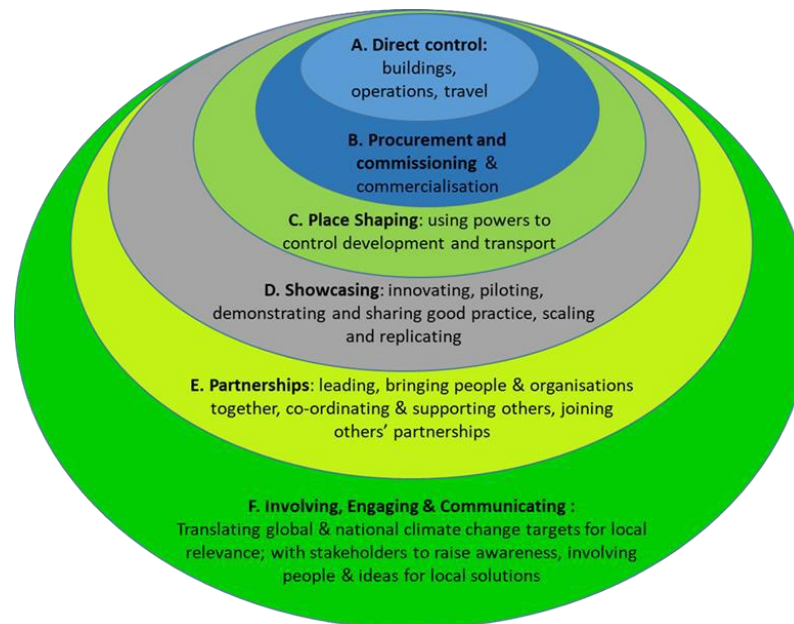 A. Direct control:
buildings,
operations, travel
B. Procurement and
commissioning &
commercialisation
C. Place Shaping: using powers to
control development and transport
D. Showcasing: innovating, piloting,
demonstrating and sharing good practice, scaling
and replicating
E. Partnerships: leading, bringing people & organisations
together, co-ordinating & supporting others, joining
others’ partnerships
F. Involving, Engaging & Communicating :
Translating global & national climate change targets for local
relevance; with stakeholders to raise awareness, involving
people & ideas for local solutions